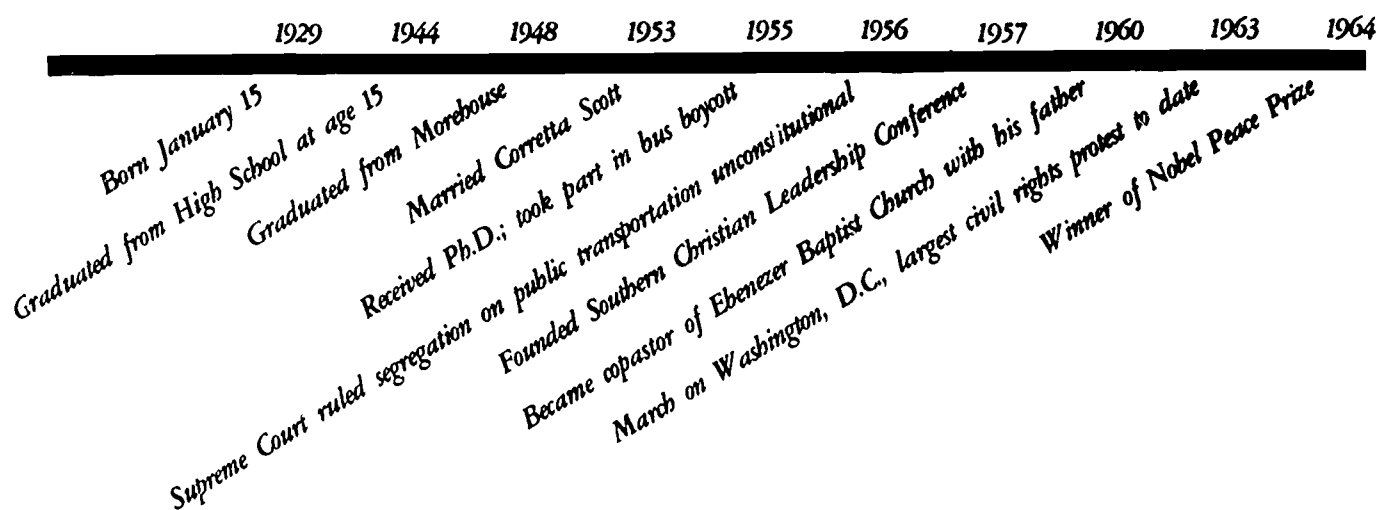 1929 1944 1948 1953 1955 1956 1957 1960 1963 1964
Born January 15
Graduated from High School at age 15
Graduated from Morehouse
Married Corretta Scott
Received Ph.D.; took part in bus boycott
Supreme Court ruled segregation on public transportation unconstitutional
Founded Southern Christian Leadership Conference
Became copastor of Ebenezer Baptist Church with his father
March on Washington, D.C., largest civil rights protest to date
Winner of Nobel Peace Prize